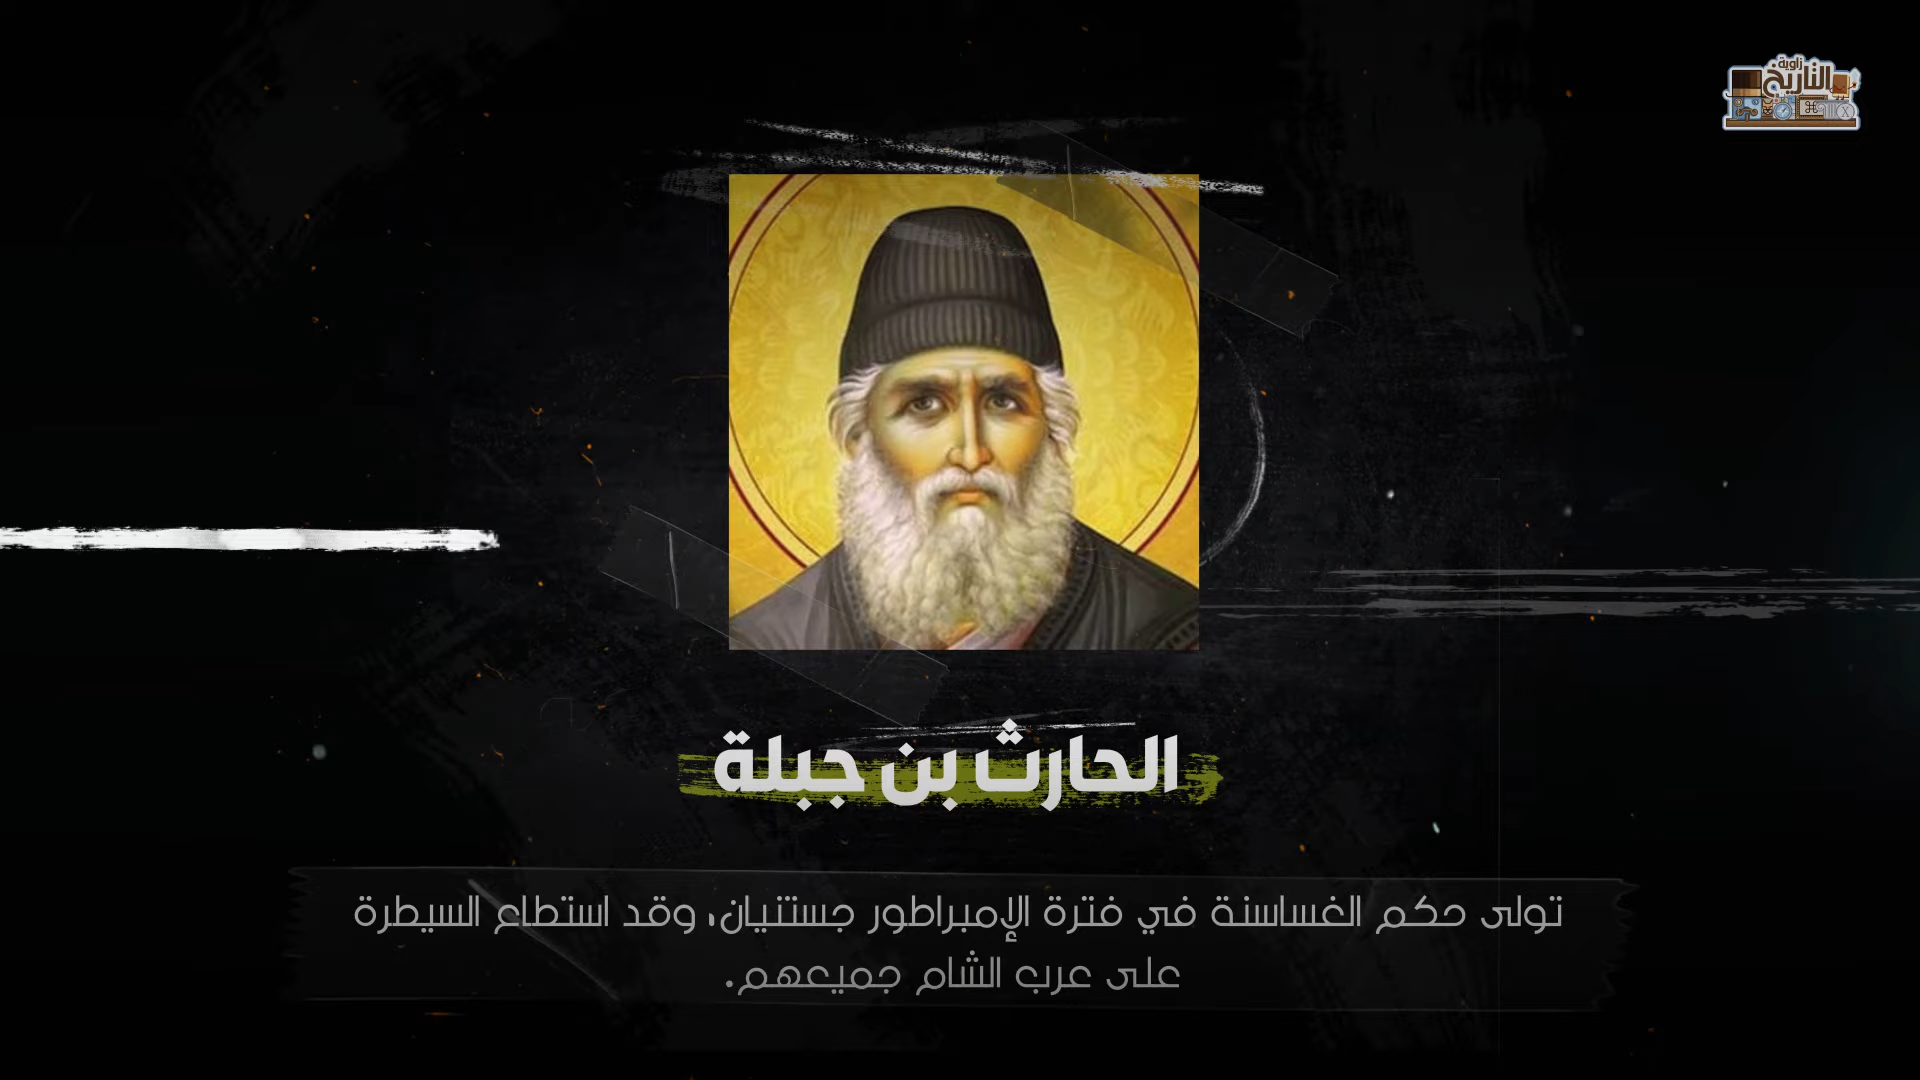 زاوية
التاريخ
الحارث بن جبلة
تولى حكم الغساسنة في فترة الإمبراطور جستنيان، وقد استطاع السيطرة
على عرب الشام جميعهم.